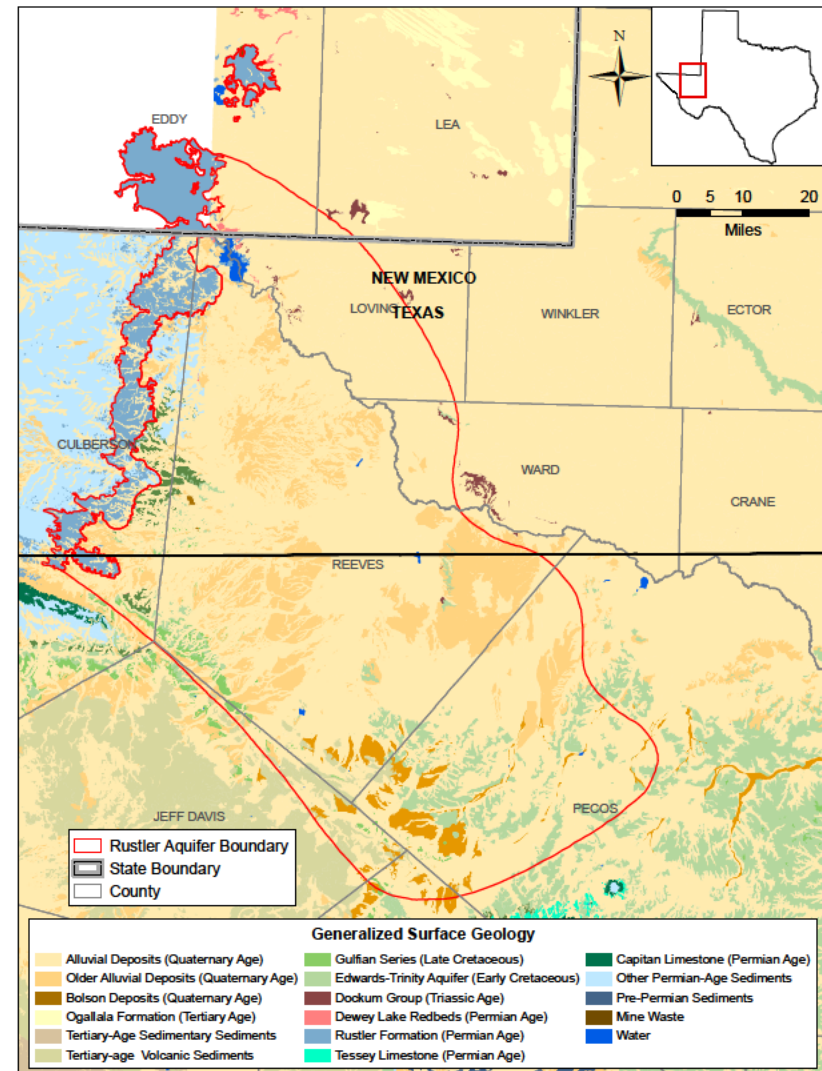 N
EDDY
LEA
0 5 10 20
Miles
NEW MEXICO
TEXAS
LOVING
WINKLER
ECTOR
CULBERSON
WARD
CRANE
REEVES
JEFF DAVIS
PECOS
Rustler Aquifer Boundary
State Boundary
County
Generalized Surface Geology
Alluvial Deposits (Quaternary Age)
Older Alluvial Deposits (Quaternary Age)
Bolson Deposits (Quaternary Age)
Ogallala Formation (Tertiary Age)
Tertiary-Age Sedimentary Sediments
Tertiary-age Volcanic Sediments
Gulfian Series (Late Cretaceous)
Edwards-Trinity Aquifer (Early Cretaceous)
Dockum Group (Triassic Age)
Dewey Lake Redbeds (Permian Age)
Rustler Formation (Permian Age)
Tessey Limestone (Permian Age)
Capitan Limestone (Permian Age)
Other Permian-Age Sediments
Pre-Permian Sediments
Mine Waste
Water